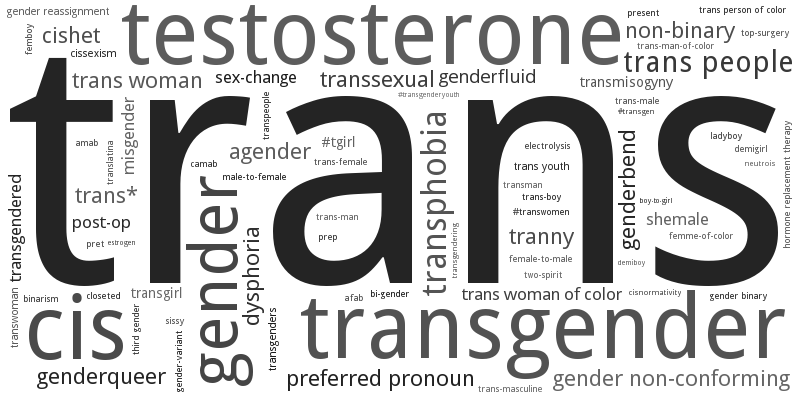 gender reassignment
testosterone
present
trans person of color
femboy
cishet
cissexism
non-binary
top-surgery
trans-man-of-color
trans people
trans woman
sex-change
transsexual
genderfluid
transmisogyny
trans
#transgenderyouth
misgender
transpeople
trans-male
#transgen
amab
translatina
#tgirl
agender
camab
trans-female
male-to-female
transphobia
electrolysis
trans youth
transman
trans-boy
#transwomen
genderbend
ladyboy
demigirl
neutrois
hormone replacement therapy
trans*
transgendered
post-op
pret
estrogen
gender
dysphoria
trans-man
prep
transgendering
tranny
female-to-male
two-spirit
boy-to-girl
shemale
femme-of-color
demiboy
transwoman
binarism
closeted
transgirl
afab
bi-gender
trans woman of color
cisnormativity
gender binary
cis
third gender
sissy
gender-variant
transgenders
transgender
genderqueer
preferred pronoun
trans-masculine
gender non-conforming